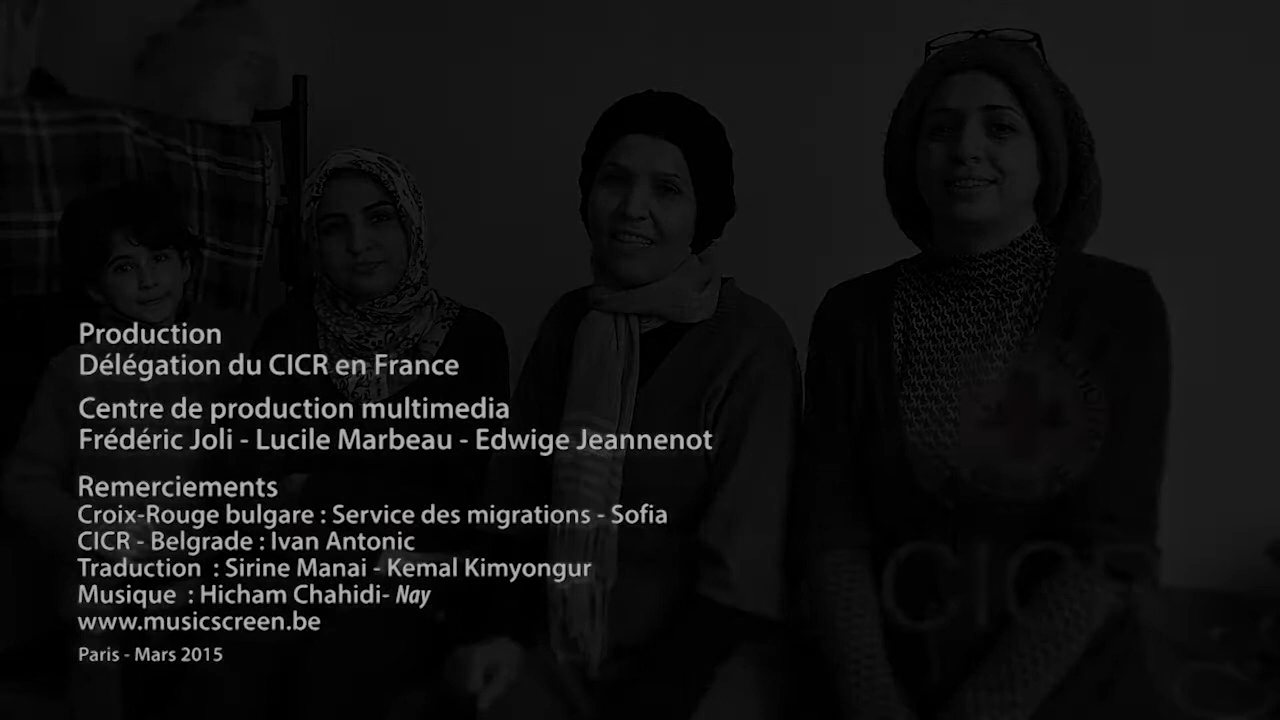 Production
Délégation du CICR en France
Centre de production multimedia
Frédéric Joli - Lucile Marbeau - Edwige Jeannenot
Remerciements
Croix-Rouge bulgare : Service des migrations - Sofia
CICR - Belgrade : Ivan Antonic
Traduction : Sirine Manai - Kemal Kimyongur
Musique : Hicham Chahidi- Nay
www.musicscreen.be
Paris - Mars 2015
CICR